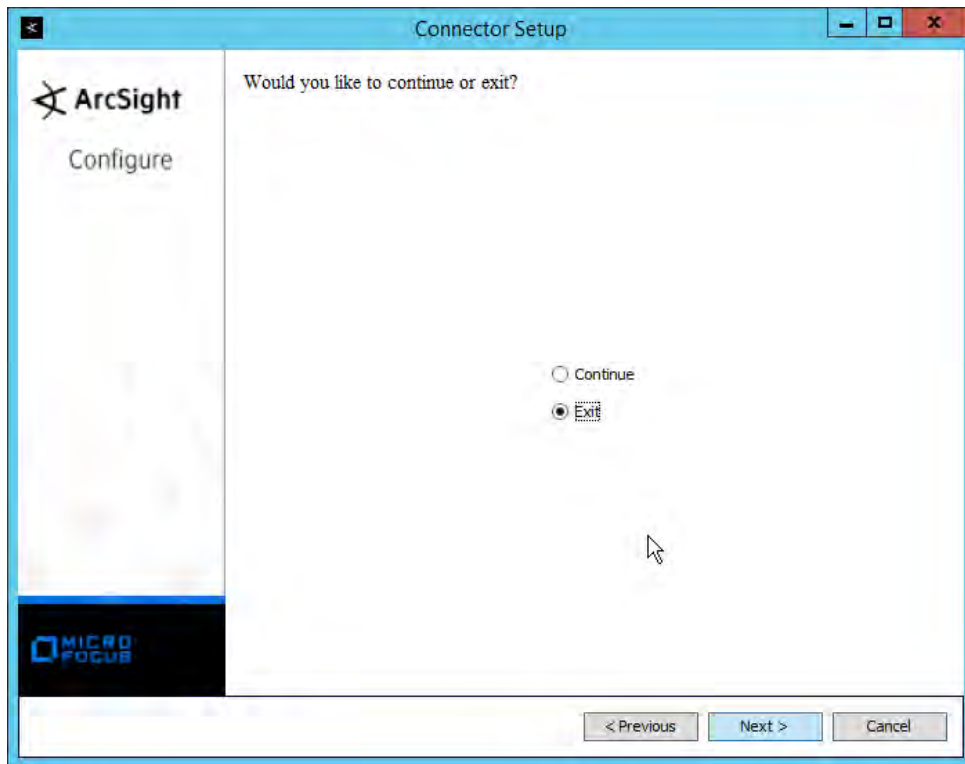 Connector Setup
ArcSight
Configure
Would you like to continue or exit?
Continue
Exit
MICRO
FOCUS
< Previous
Next >
Cancel